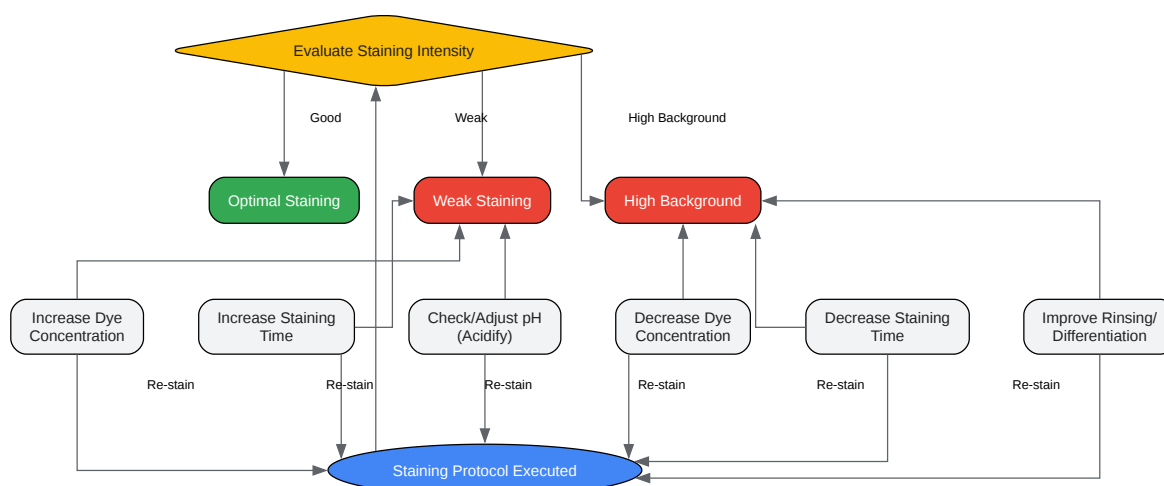 Evaluate Staining Intensity
Good
Weak
High Background
Optimal Staining
Weak Staining
High Background
Increase Dye
Concentration
Increase Staining
Time
Check/Adjust pH
(Acidify)
Decrease Dye
Concentration
Decrease Staining
Time
Improve Rinsing/
Differentiation
Re-stain
Re-stain
Re-stain
Re-stain
Re-stain
Re-stain
Staining Protocol Executed